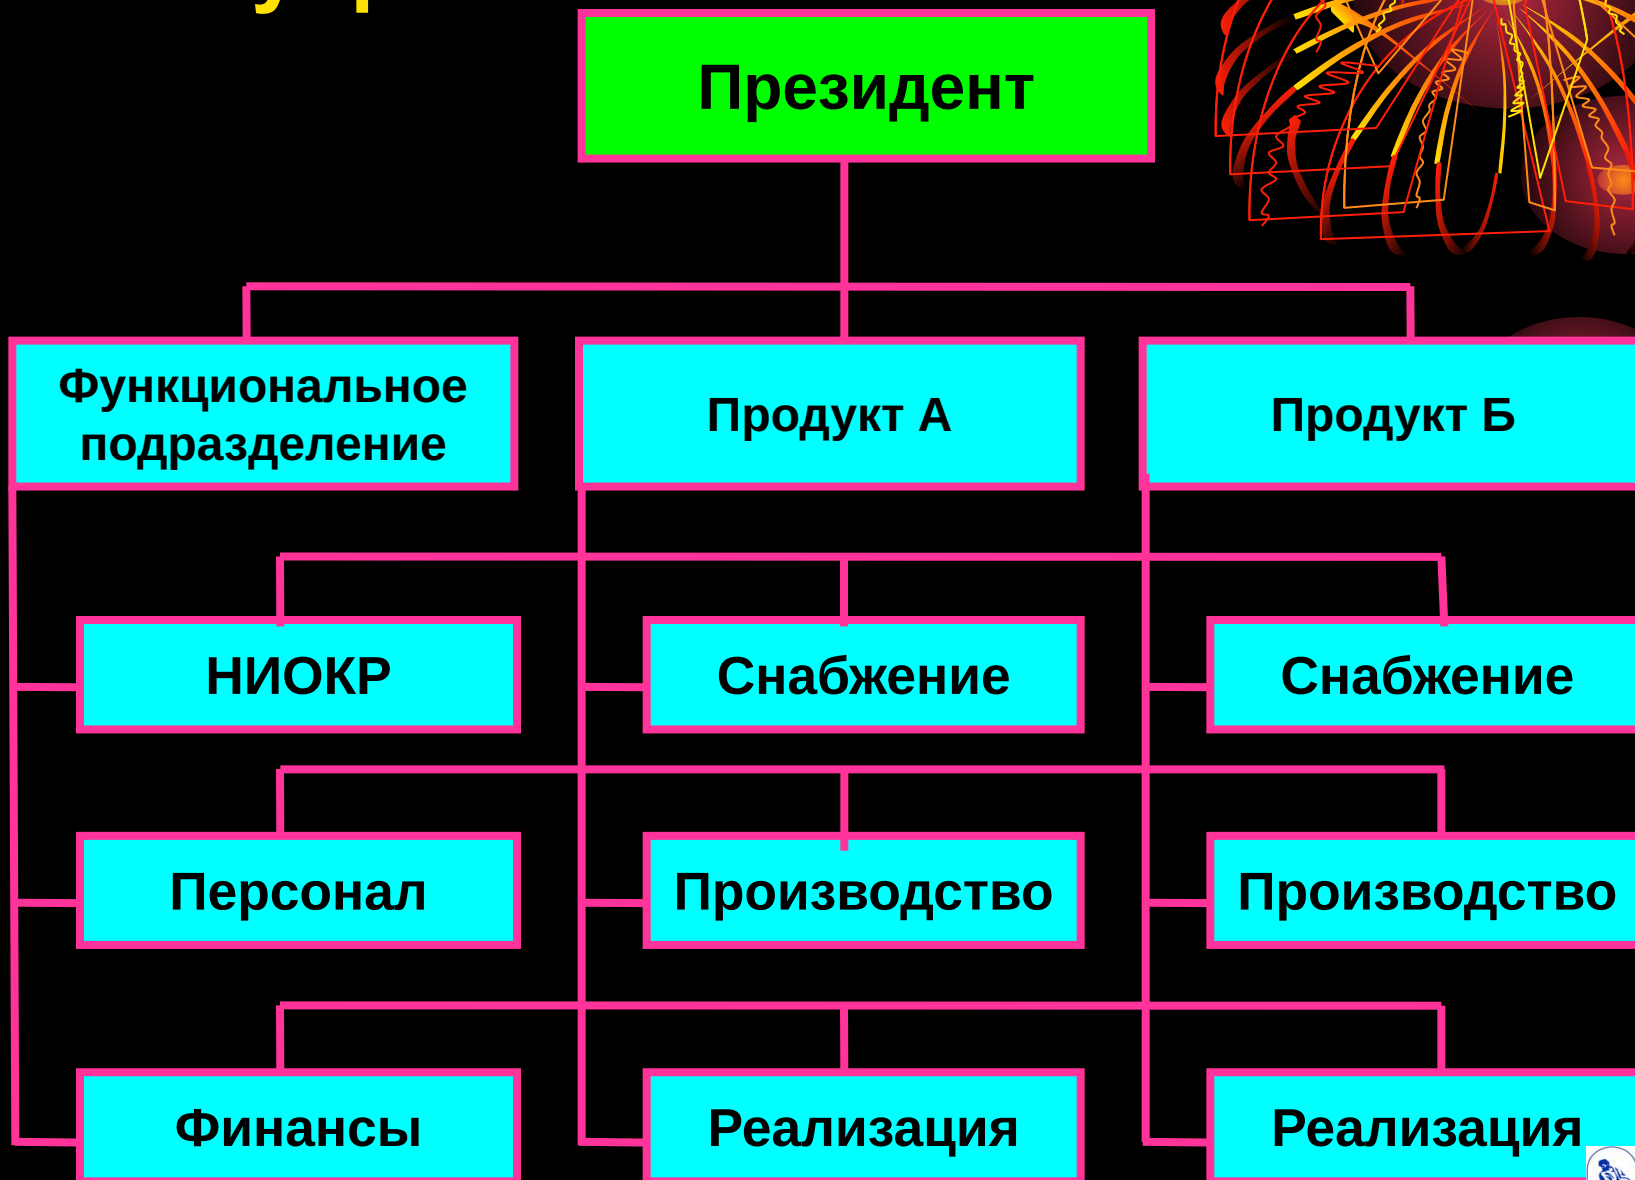 Президент
Функциональное
подразделение
Продукт А
Продукт Б
НИОКР
Снабжение
Снабжение
Персонал
Производство
Производство
Финансы
Реализация
Реализация